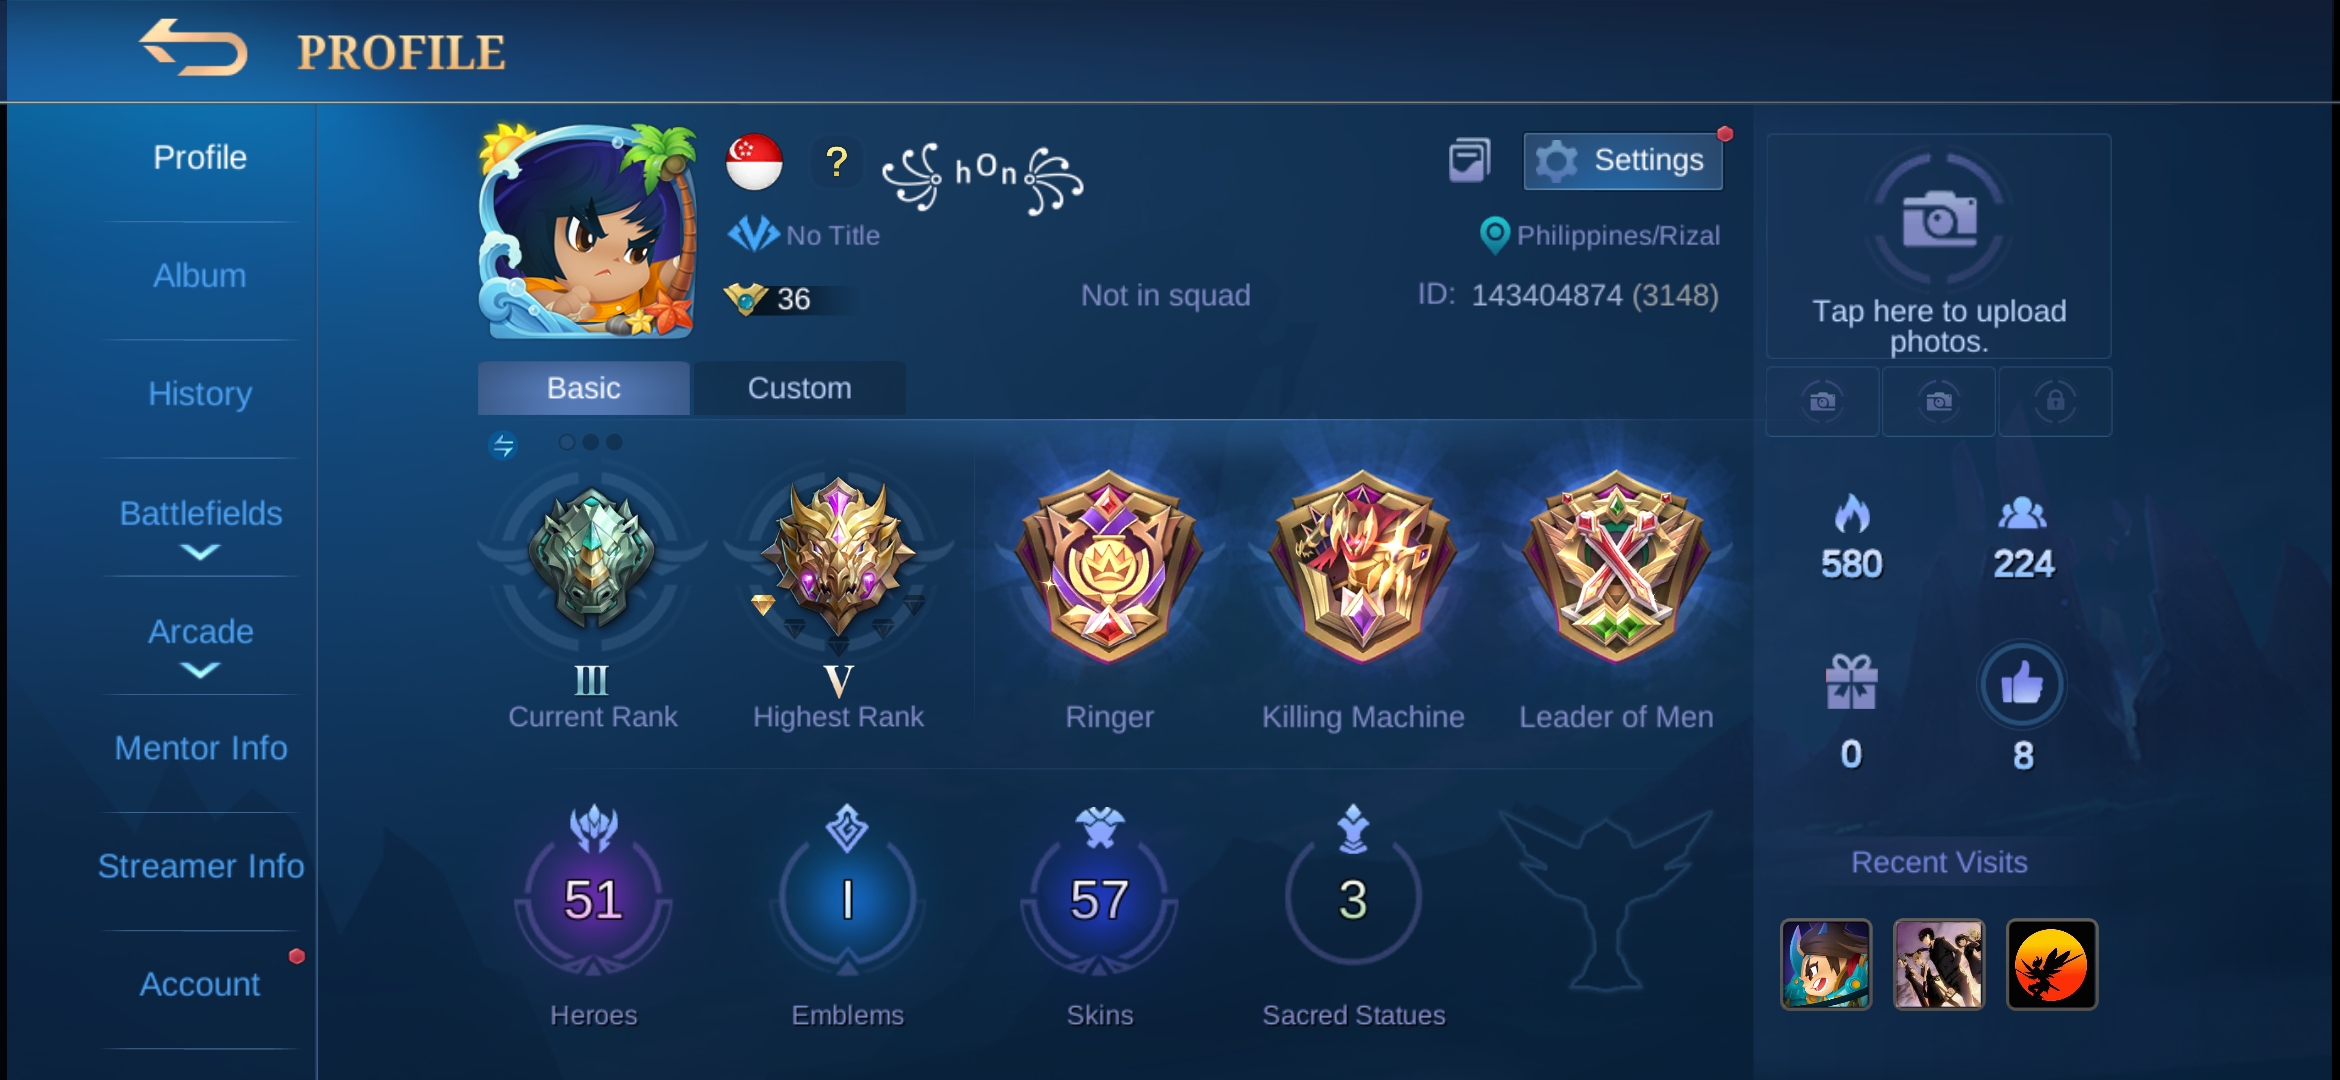 PROFILE
Profile
Album
History
Battlefields
Arcade
Mentor Info
Streamer Info
Account
?
hOn
Settings
No Title
Philippines/Rizal
36
Not in squad
ID: 143404874 (3148)
Basic
Custom
III
Current Rank
V
Highest Rank
Ringer
Killing Machine
Leader of Men
51
Heroes
I
Emblems
57
Skins
3
Sacred Statues
Tap here to upload
photos.
580
224
0
8
Recent Visits